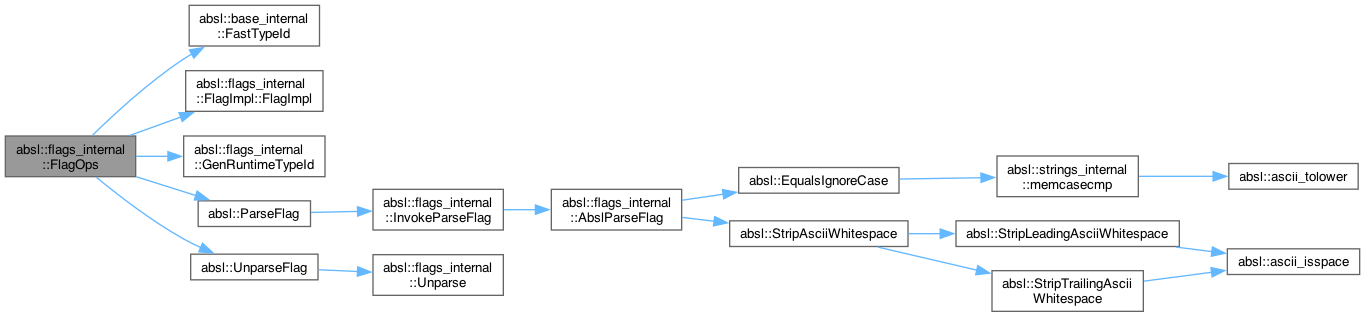 absl::base_internal
::FastTypeId
absl::flags_internal
::FlagImpl::FlagImpl
absl::flags_internal
::FlagOps
absl::flags_internal
::GenRuntimeTypeId
absl::ParseFlag
absl::flags_internal
::InvokeParseFlag
absl::flags_internal
::AbslParseFlag
absl::EqualsIgnoreCase
absl::strings_internal
::memcasecmp
absl::ascii_tolower
absl::StripAsciiWhitespace
absl::StripLeadingAsciiWhitespace
absl::StripTrailingAscii
Whitespace
absl::ascii_isspace
absl::UnparseFlag
absl::flags_internal
::Unparse